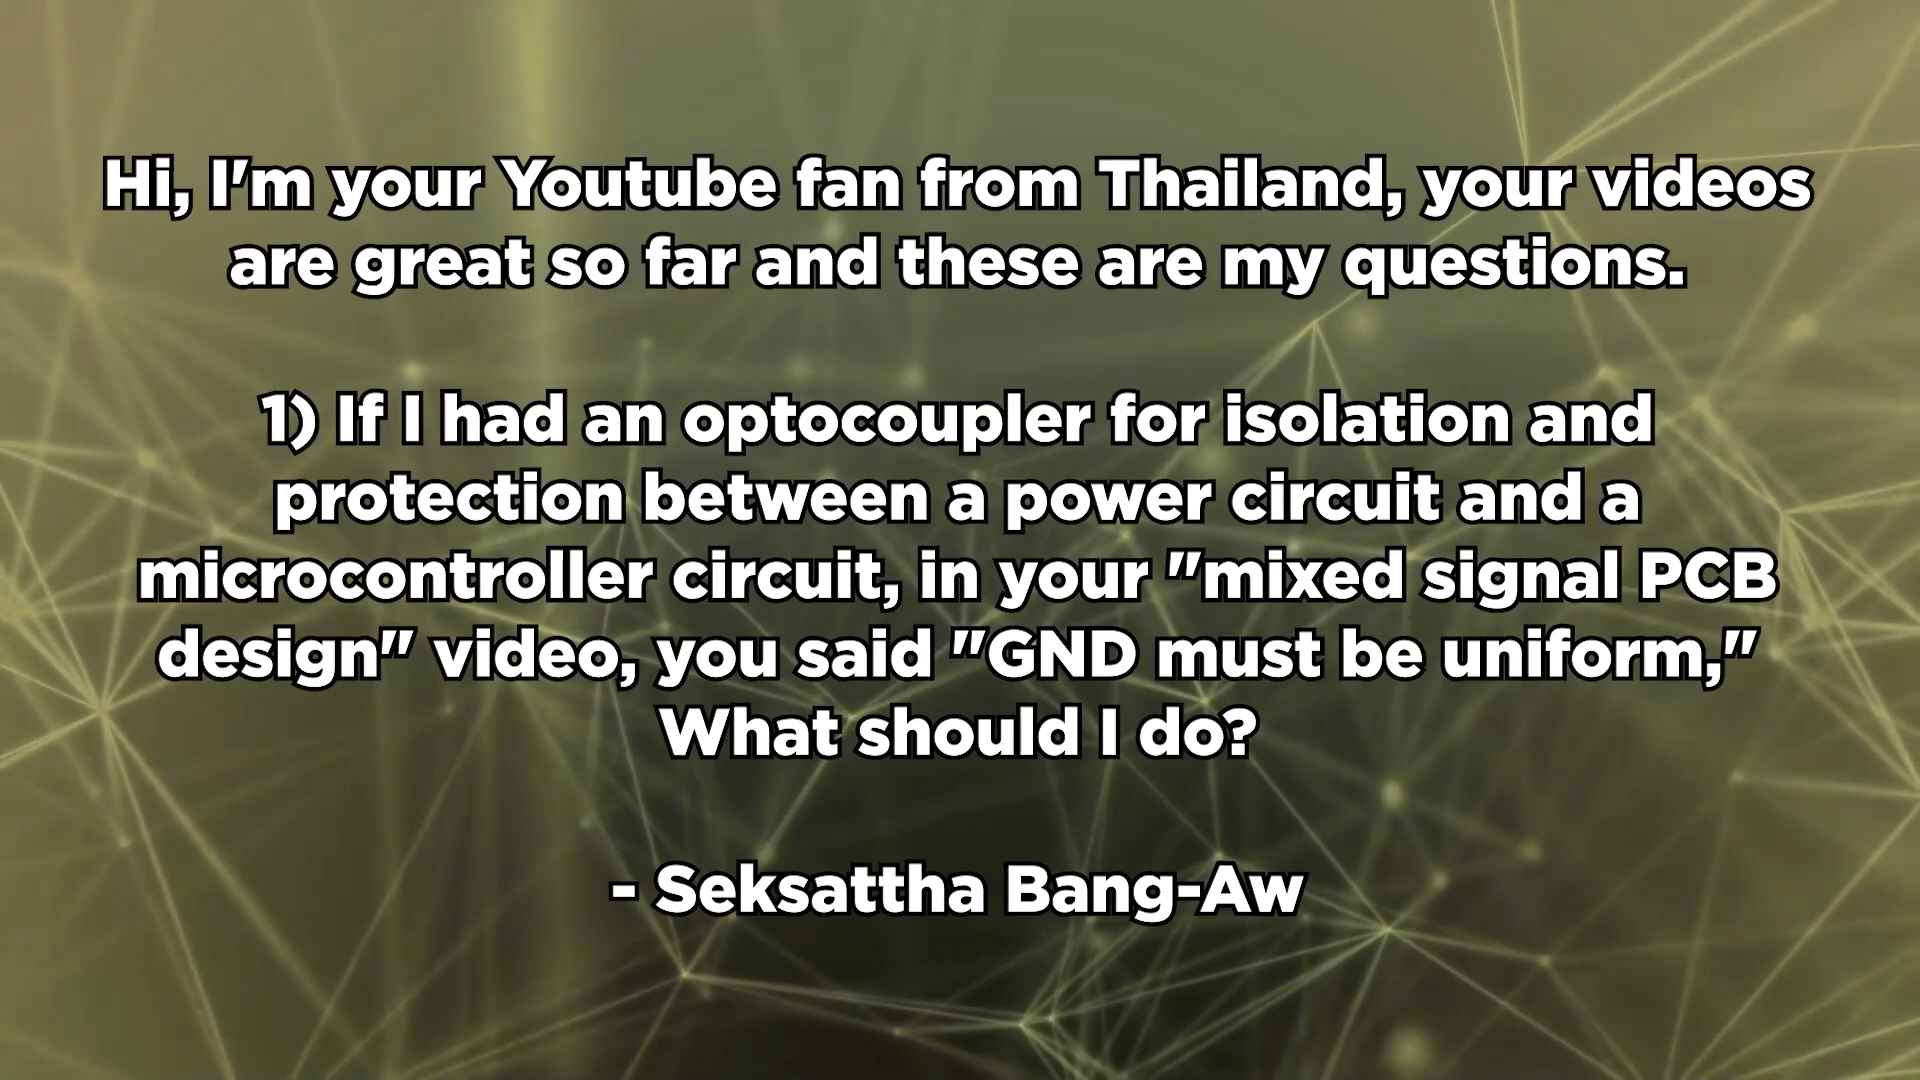 Hi, I'm your Youtube fan from Thailand, your videos
are great so far and these are my questions.
1) If I had an optocoupler for isolation and
protection between a power circuit and a
microcontroller circuit, in your "mixed signal PCB
design" video, you said "GND must be uniform,"
What should I do?
- Seksattha Bang-Aw